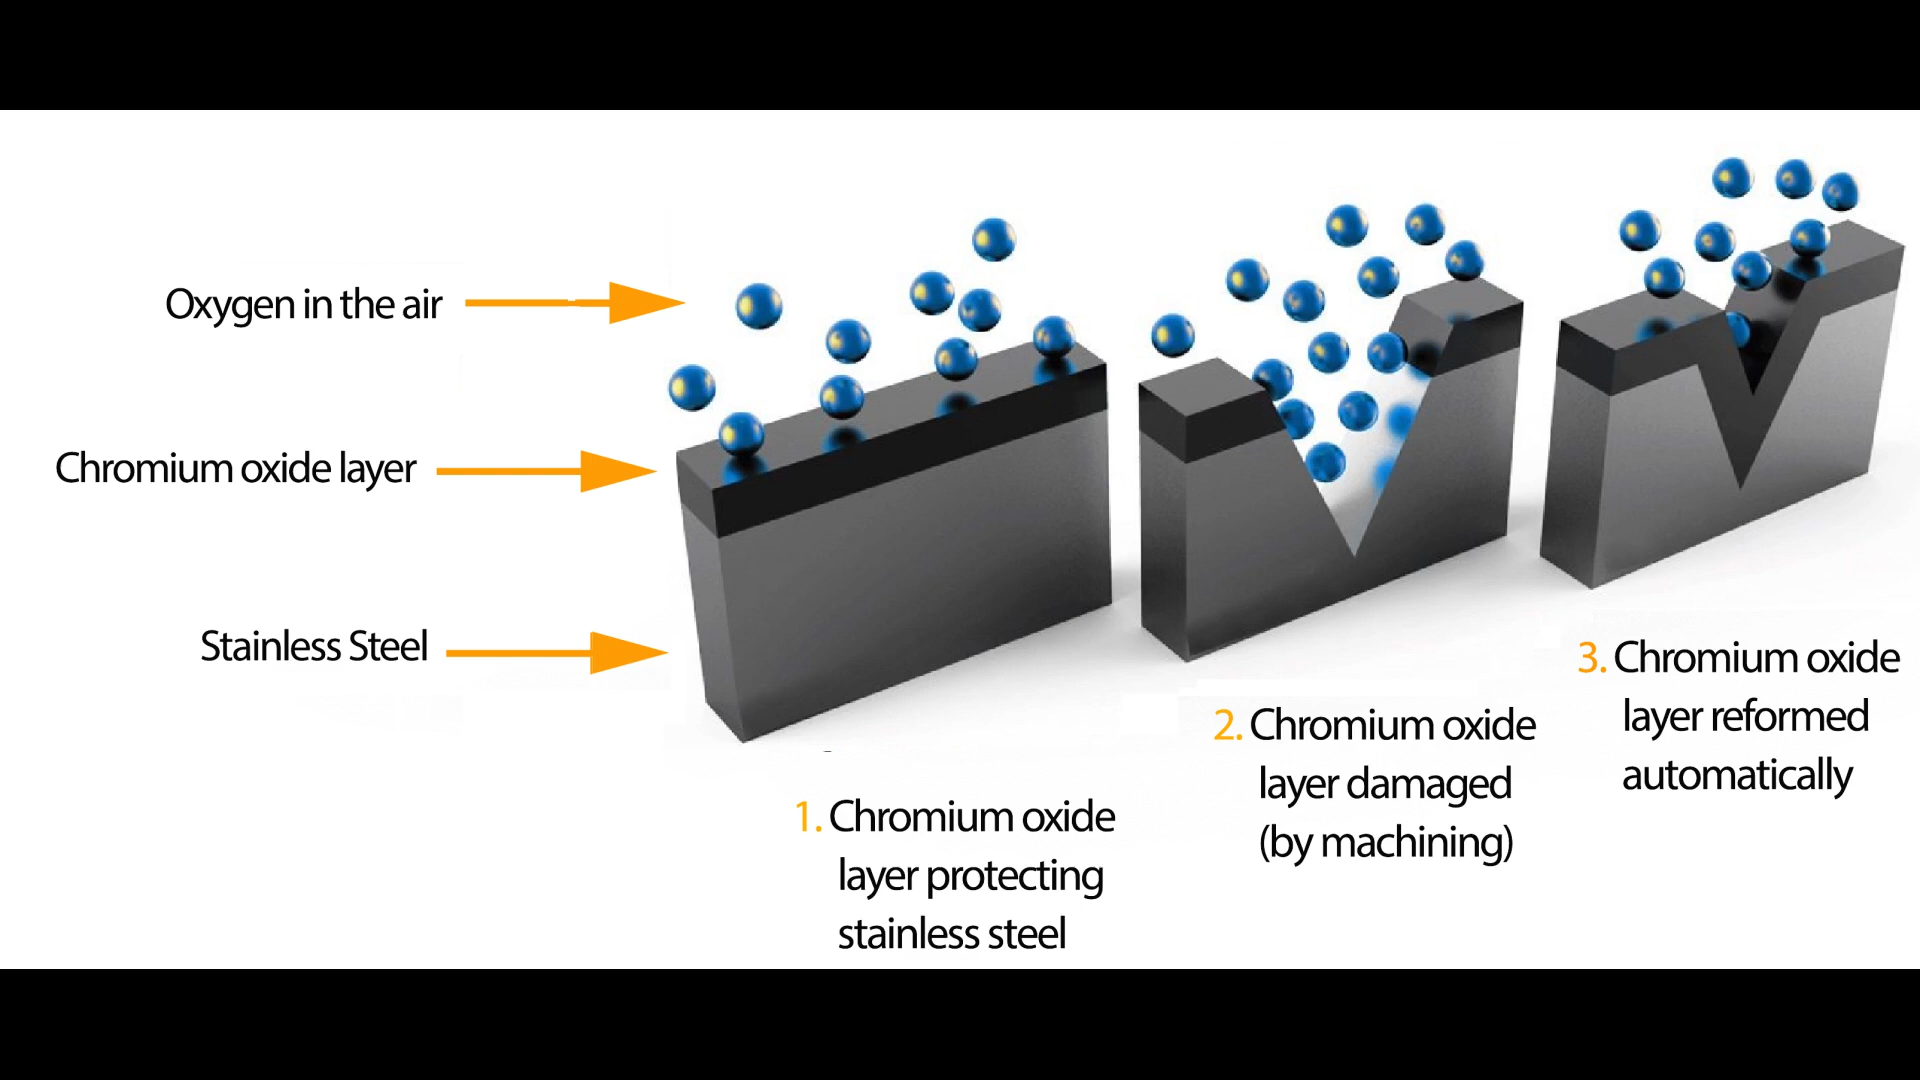 Oxygen in the air
Chromium oxide layer
Stainless Steel
1. Chromium oxide
layer protecting
stainless steel
2. Chromium oxide
layer damaged
(by machining)
3. Chromium oxide
layer reformed
automatically